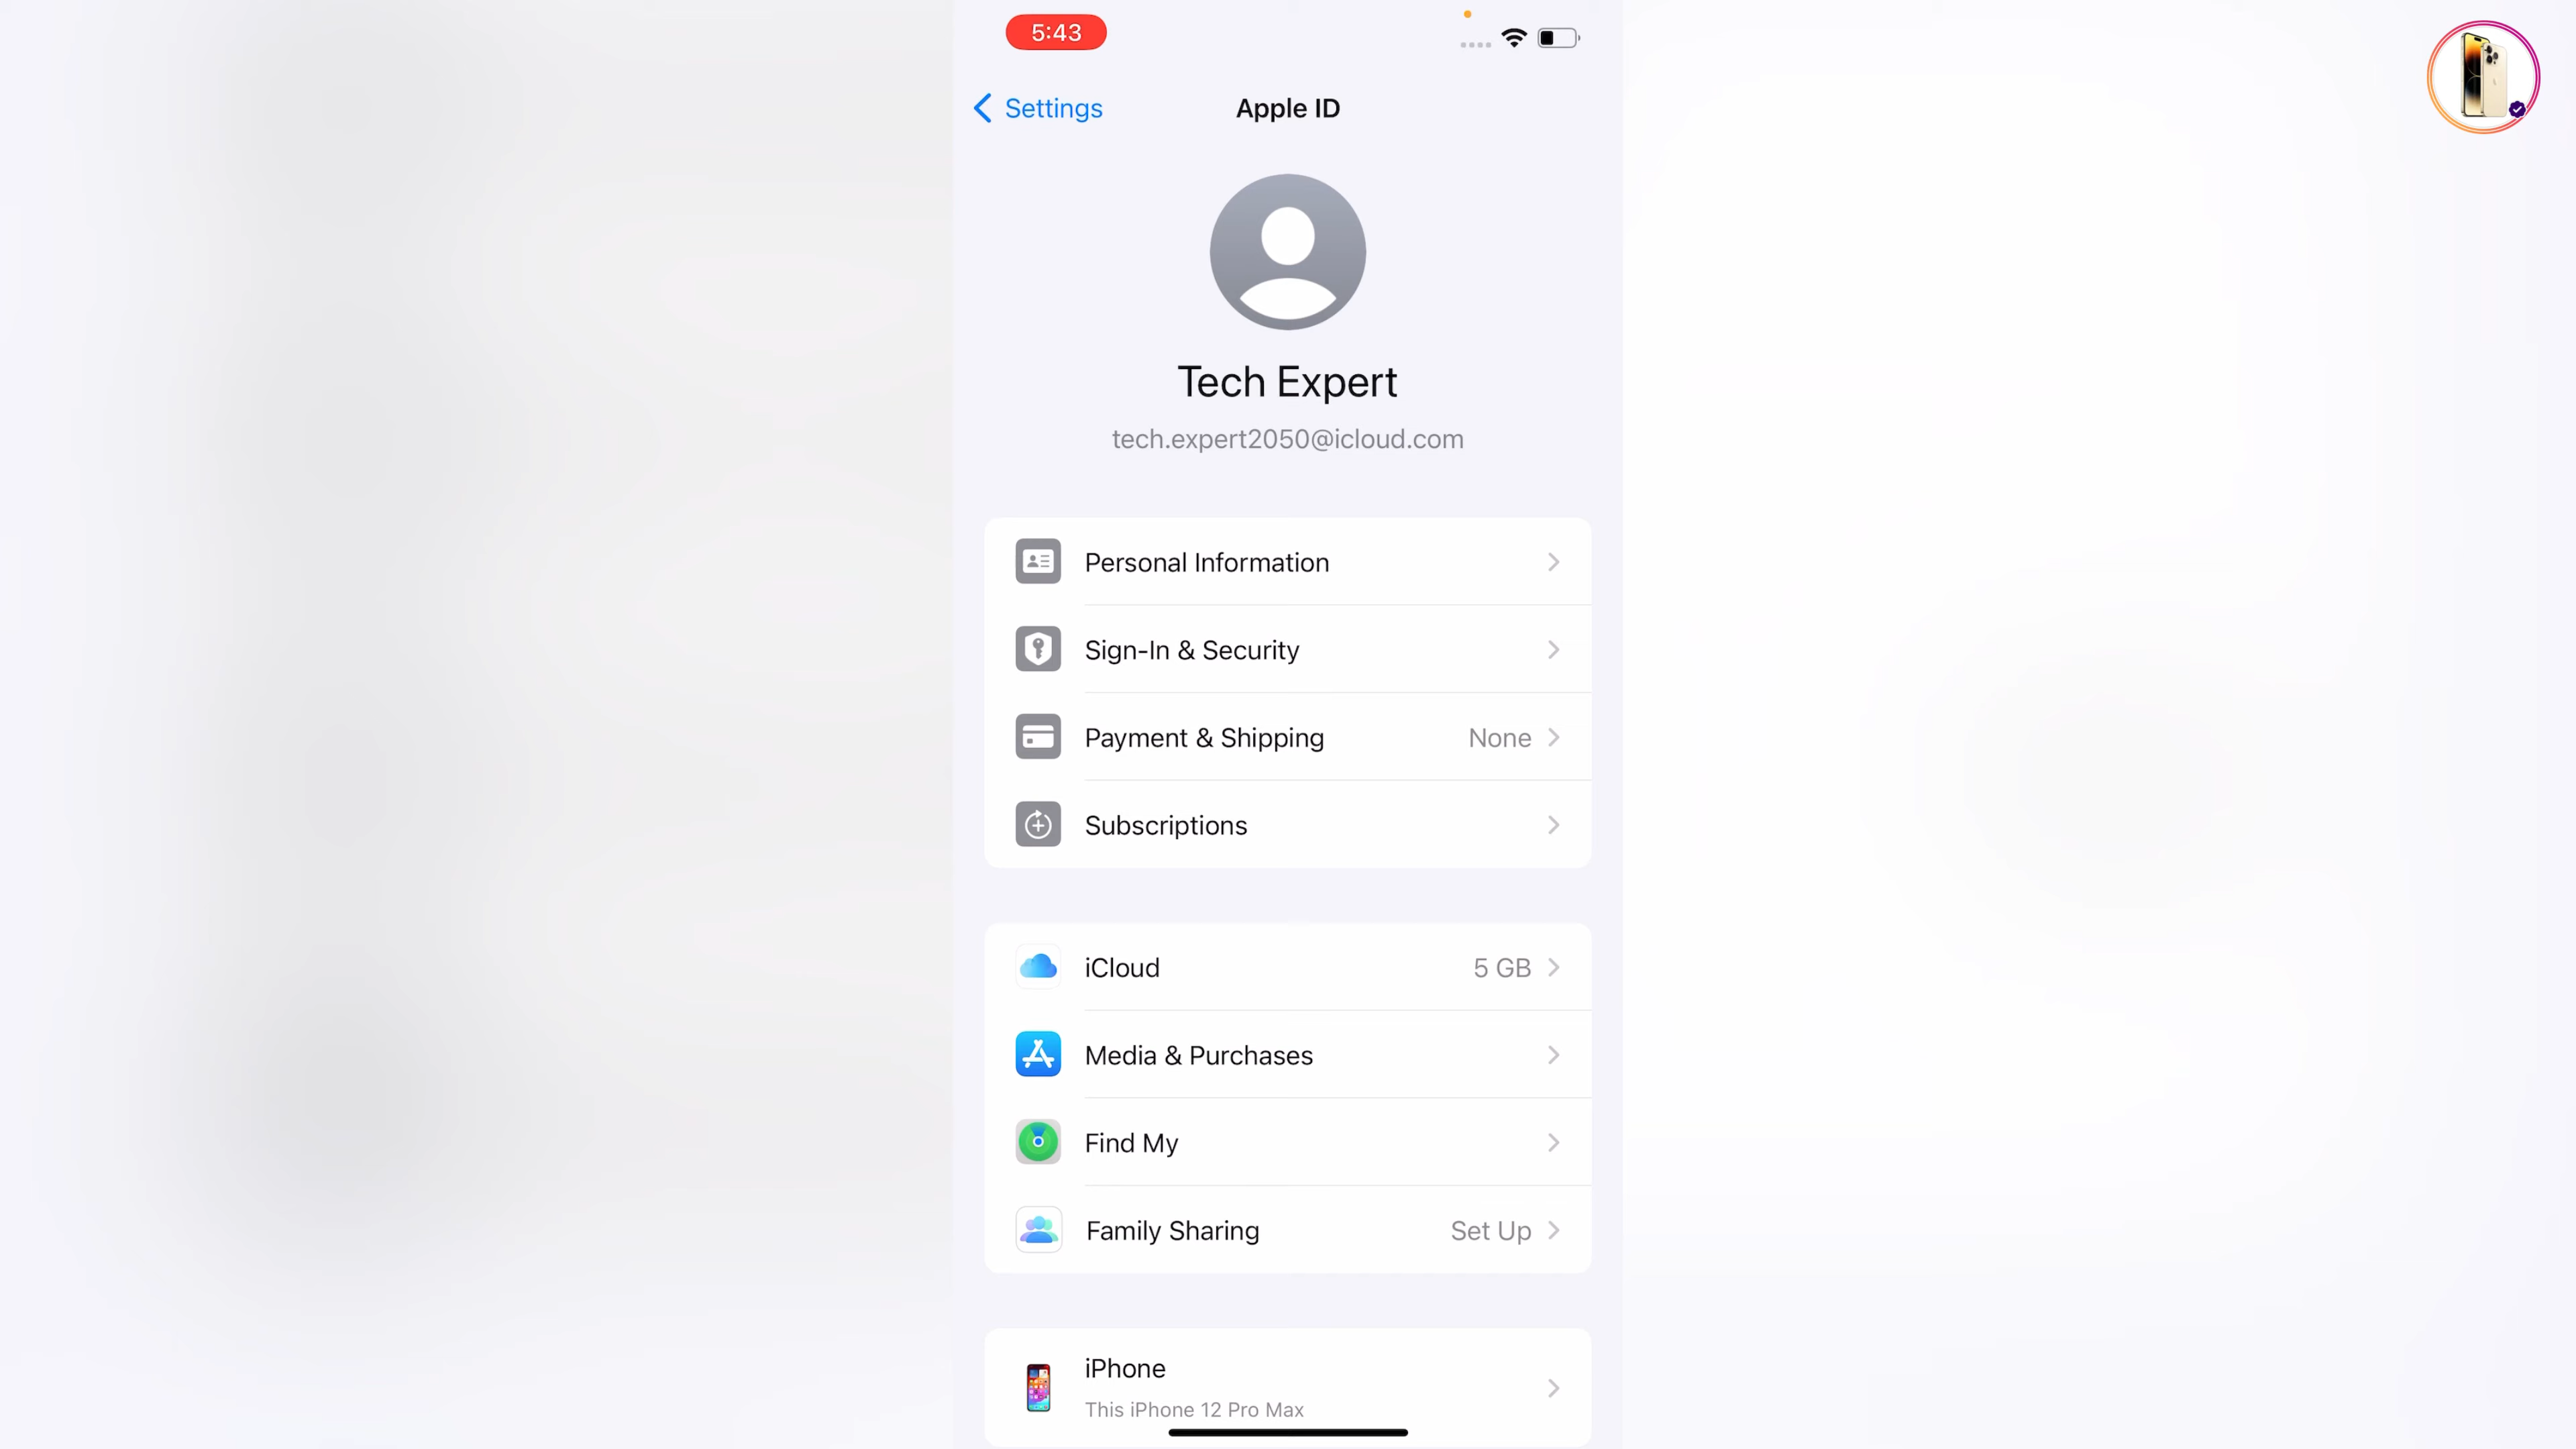 5:43
Settings
Apple ID
Tech Expert
tech.expert2050@icloud.com
Personal Information
Sign-In & Security
Payment & Shipping None
Subscriptions
iCloud 5 GB
Media & Purchases
Find My
Family Sharing Set Up
iPhone
This iPhone 12 Pro Max